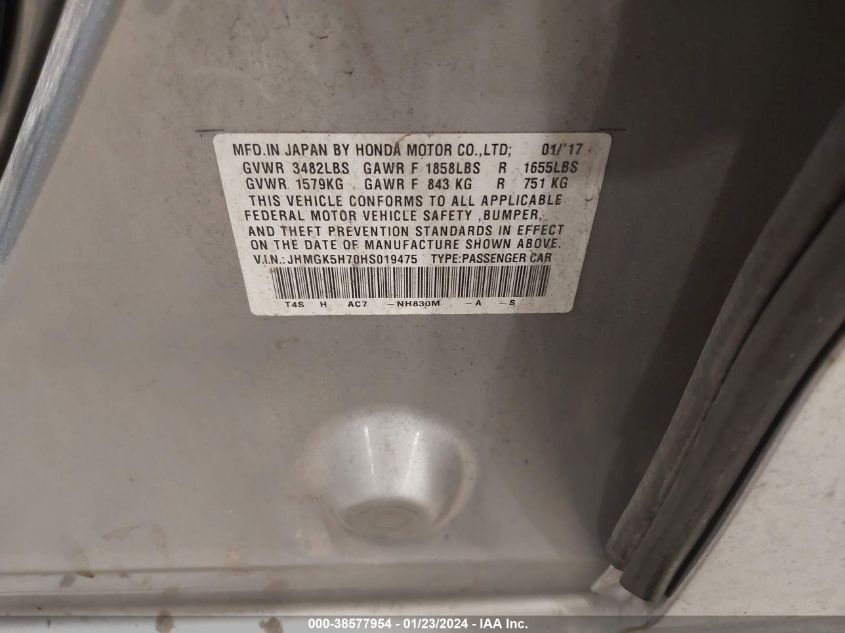 MFD.IN JAPAN BY HONDA MOTOR CO.,LTD; 01/'17
GVWR 3482LBS GAWR F 1858LBS R 1655LBS
GVWR 1579KG GAWR F 843 KG R 751 KG
THIS VEHICLE CONFORMS TO ALL APPLICABLE
FEDERAL MOTOR VEHICLE SAFETY ,BUMPER,
AND THEFT PREVENTION STANDARDS IN EFFECT
ON THE DATE OF MANUFACTURE SHOWN ABOVE.
V.I.N.: JHMGK5H70HS019475 TYPE:PASSENGER CAR
T4S H AC7 -NH830M -A -S
000-38577954 - 01/23/2024 - IAA Inc.